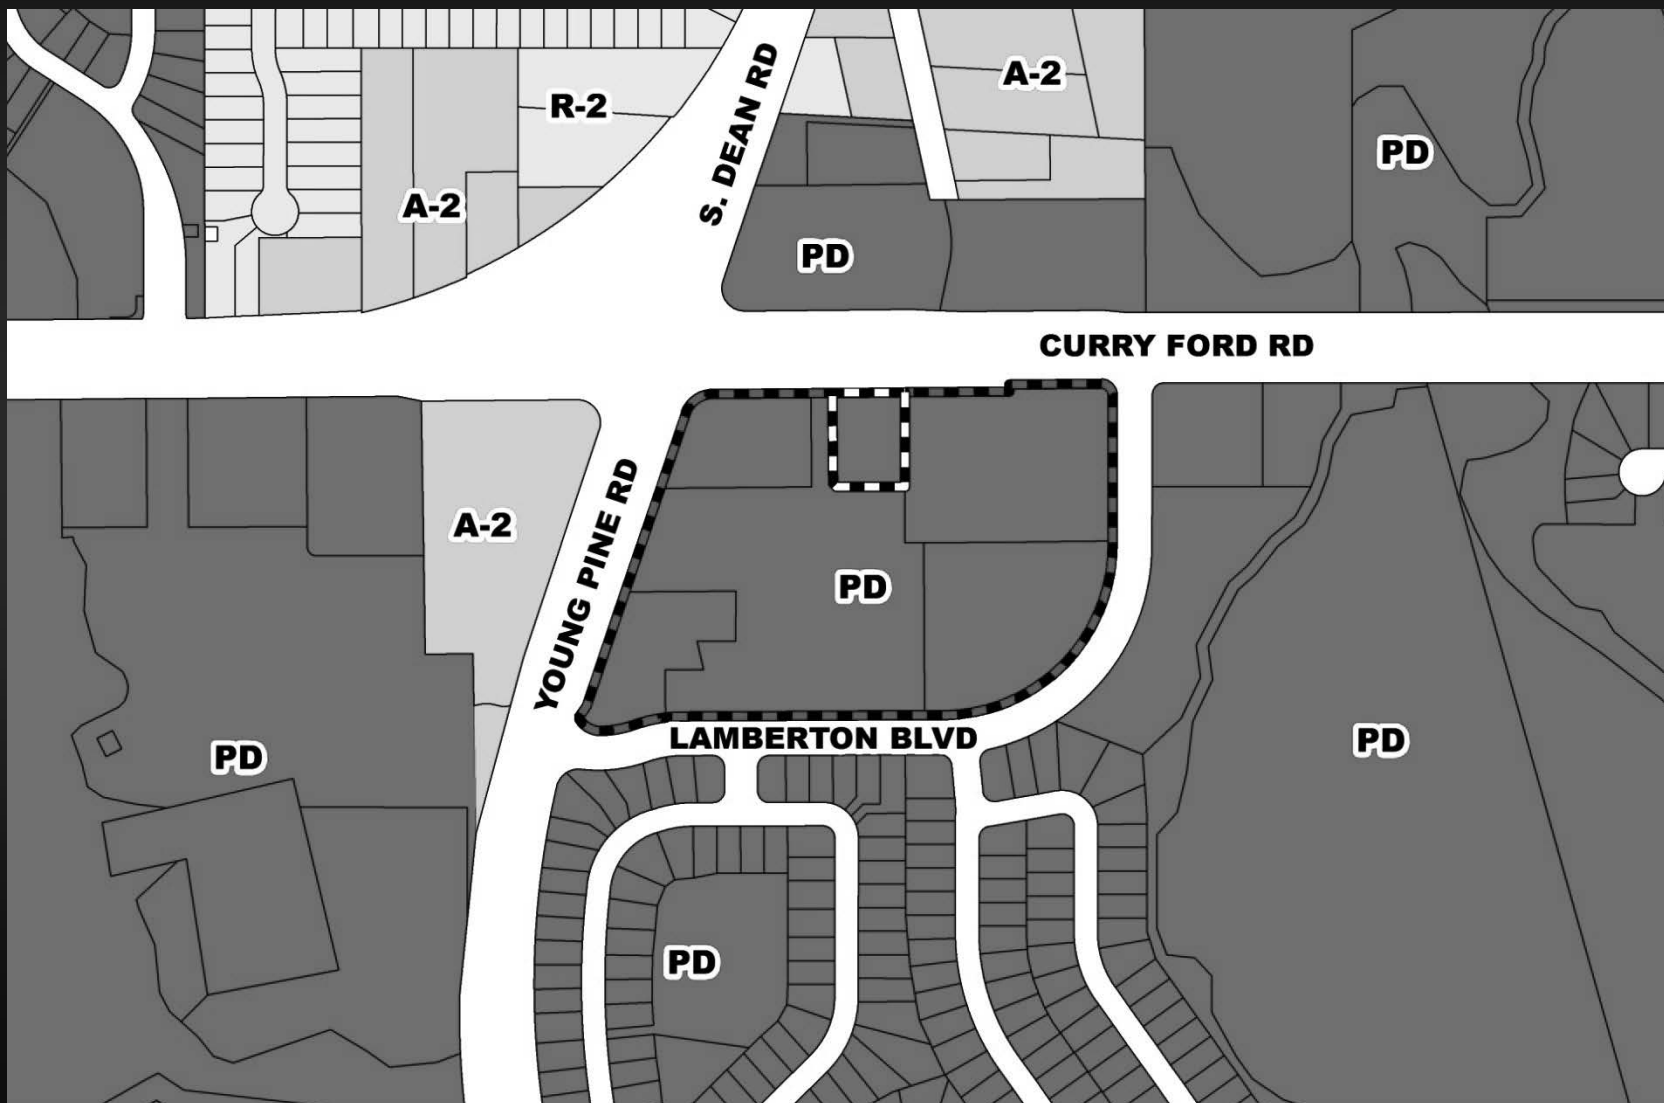 A-2
R-2
S. DEAN RD
PD
A-2
PD
CURRY FORD RD
A-2
YOUNG PINE RD
PD
LAMBERTON BLVD
PD
PD
PD